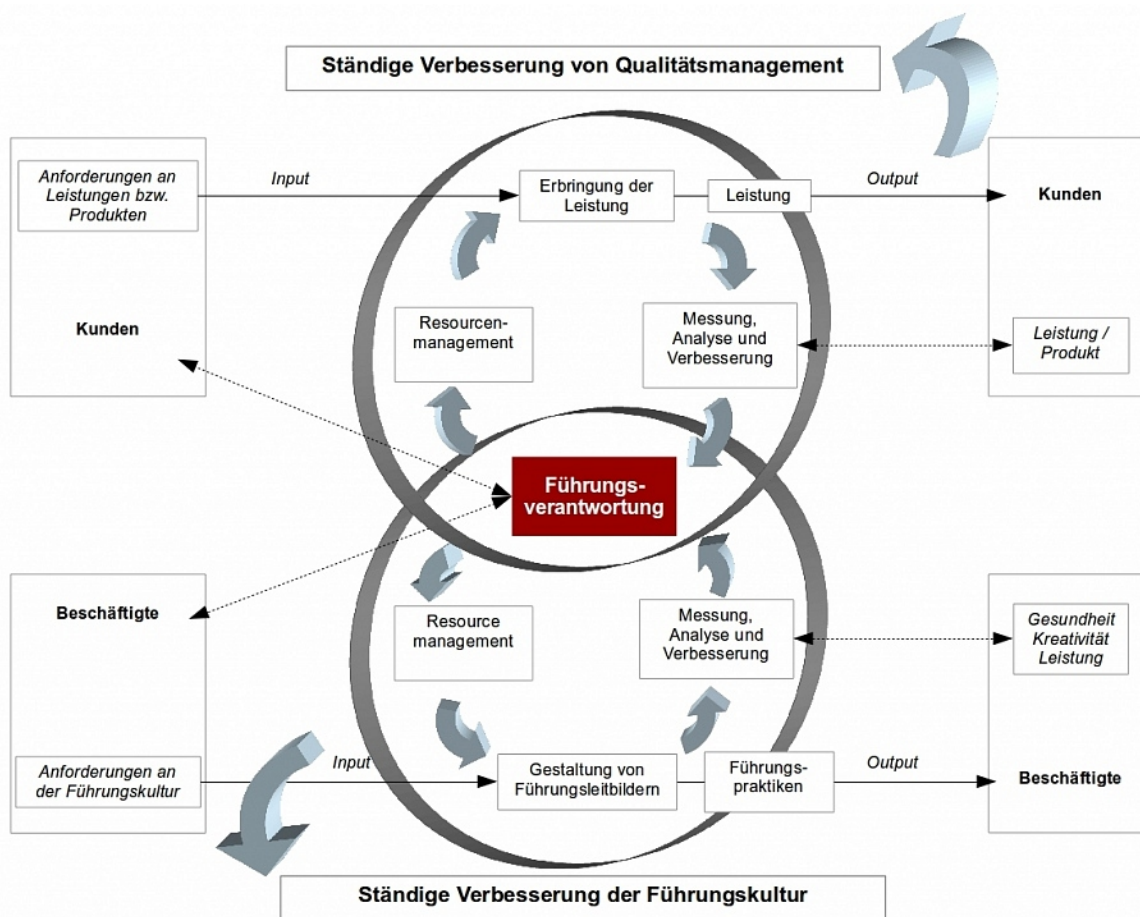 Ständige Verbesserung von Qualitätsmanagement
Anforderungen an
Leistungen bzw.
Produkten
Input
Erbringung der
Leistung
Leistung
Output
Kunden
Kunden
Resourcen-
management
Messung,
Analyse und
Verbesserung
Leistung /
Produkt
Führungs-
verantwortung
Beschäftigte
Resource
management
Messung,
Analyse und
Verbesserung
Gesundheit
Kreativität
Leistung
Anforderungen an
der Führungskultur
Input
Gestaltung von
Führungsleitbildern
Führungs-
praktiken
Output
Beschäftigte
Ständige Verbesserung der Führungskultur